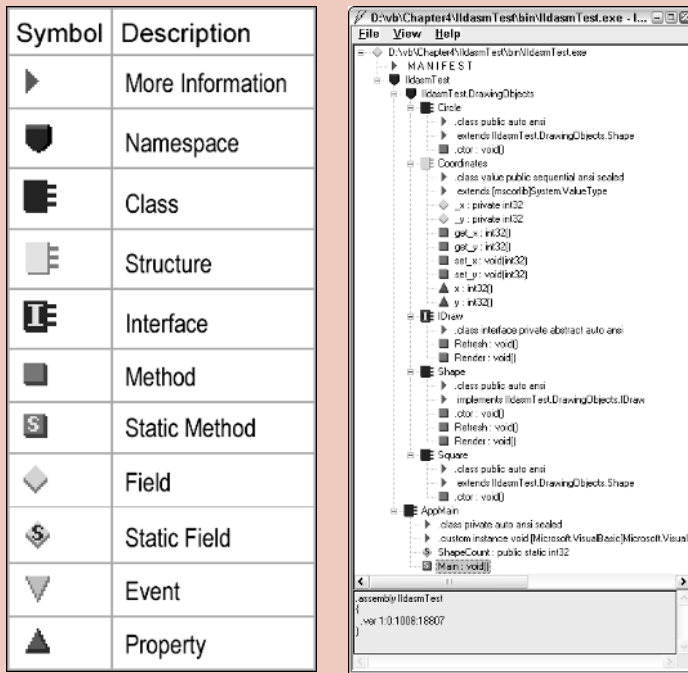 Symbol Description
More Information
Namespace
Class
Structure
I Interface
Method
S Static Method
Field
S Static Field
Event
Property
D:\vb\Chapter4\IldasmTest\bin\IldasmTest.exe - I...
File View Help
D:\vb\Chapter4\IldasmTest\bin\IldasmTest.exe
MANIFEST
IldasmTest
IldasmTest.DrawingObjects
Circle
.class public auto ansi
extends IldasmTest.DrawingObjects.Shape
.ctor : void()
Coordinates
.class value public sequential ansi sealed
extends [mscorlib]System.ValueType
_x : private int32
_y : private int32
get_x : int32()
get_y : int32()
set_x : void(int32)
set_y : void(int32)
x : int32()
y : int32()
I IDraw
.class interface private abstract auto ansi
Refresh : void()
Render : void()
Shape
.class public auto ansi
implements IldasmTest.DrawingObjects.IDraw
.ctor : void()
Refresh : void()
Render : void()
Square
.class public auto ansi
extends IldasmTest.DrawingObjects.Shape
.ctor : void()
AppMain
.class private auto ansi sealed
.custom instance void [Microsoft.VisualBasic]Microsoft.Visual
S ShapeCount : public static int32
S Main : void()
.assembly IldasmTest
{
.ver 1:0:1008:18807
}